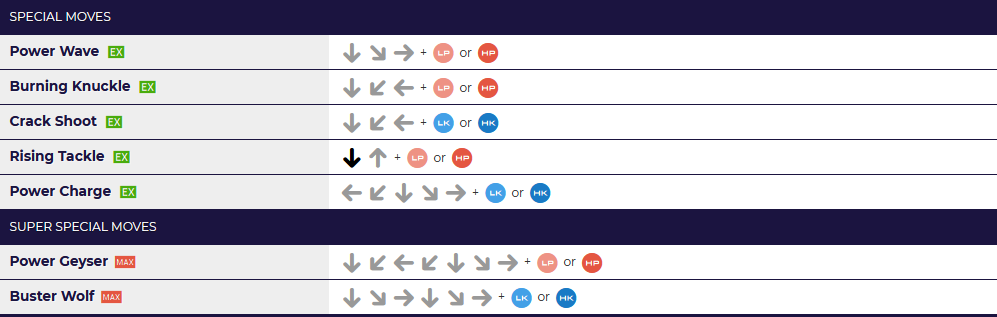 SPECIAL MOVES
Power Wave EX + LP or HP
Burning Knuckle EX + LP or HP
Crack Shoot EX + LK or HK
Rising Tackle EX + LP or HP
Power Charge EX + LK or HK
SUPER SPECIAL MOVES
Power Geyser MAX + LP or HP
Buster Wolf MAX + LK or HK